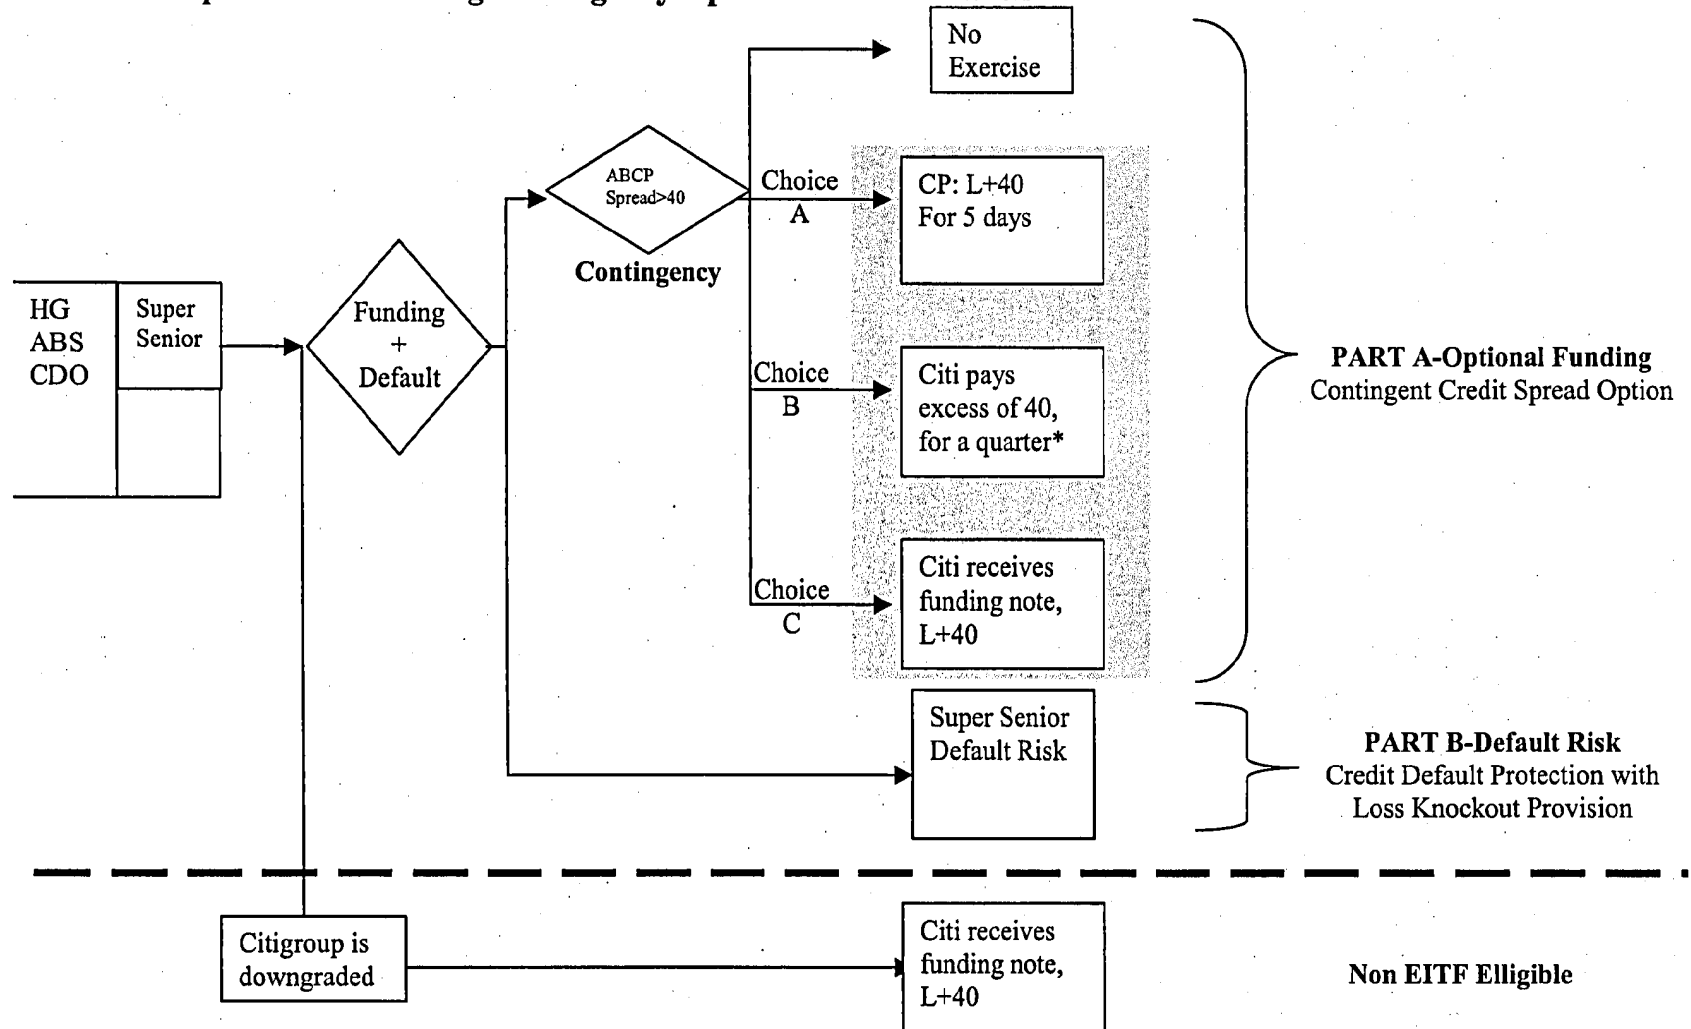 No
Exercise
ABCP
Spread>40
Contingency
Choice
A
CP: L+40
For 5 days
HG
ABS
CDO
Super
Senior
Funding
+
Default
Choice
B
Citi pays
excess of 40,
for a quarter*
PART A-Optional Funding
Contingent Credit Spread Option
Choice
C
Citi receives
funding note,
L+40
Super Senior
Default Risk
PART B-Default Risk
Credit Default Protection with
Loss Knockout Provision
Citigroup is
downgraded
Citi receives
funding note,
L+40
Non EITF Elligible